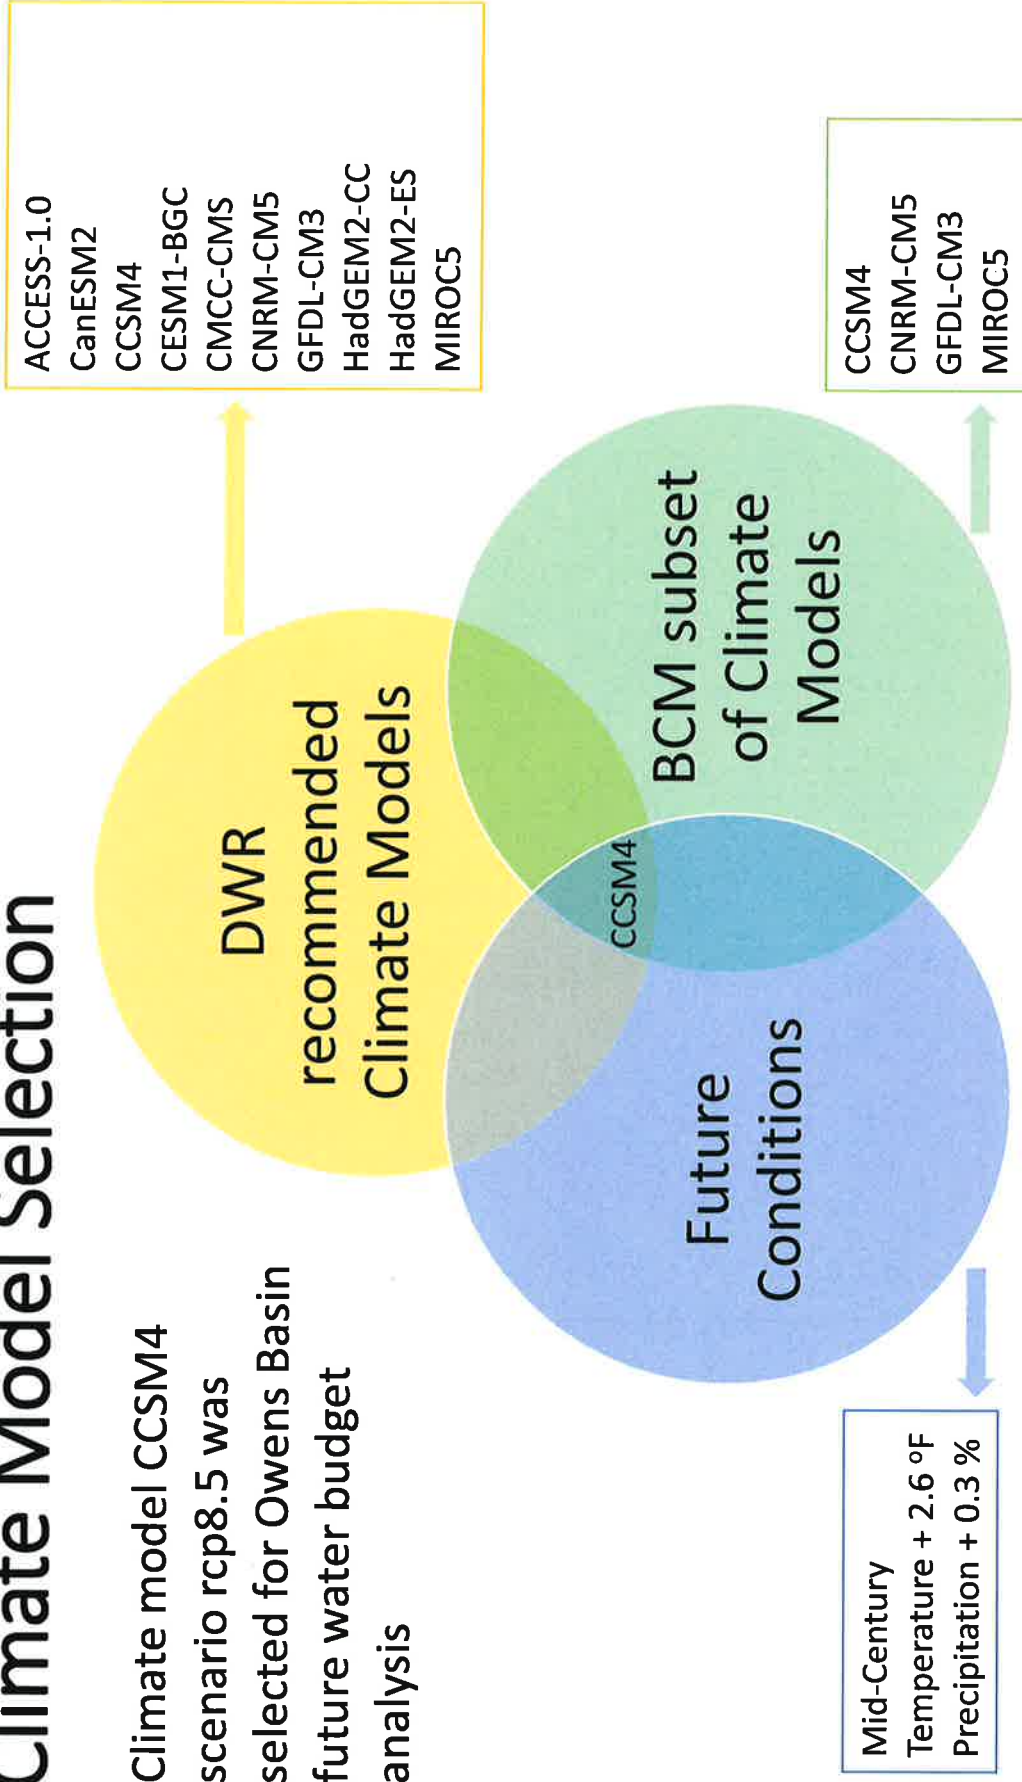 Climate Model Selection
Climate model CCSM4
scenario rcp8.5 was
selected for Owens Basin
future water budget
analysis
DWR
recommended
Climate Models
ACCESS-1.0
CanESM2
CCSM4
CESM1-BGC
CMCC-CMS
CNRM-CM5
GFDL-CM3
HadGEM2-CC
HadGEM2-ES
MIROC5
CCSM4
Future
Conditions
BCM subset
of Climate
Models
Mid-Century
Temperature + 2.6 °F
Precipitation + 0.3 %
CCSM4
CNRM-CM5
GFDL-CM3
MIROC5